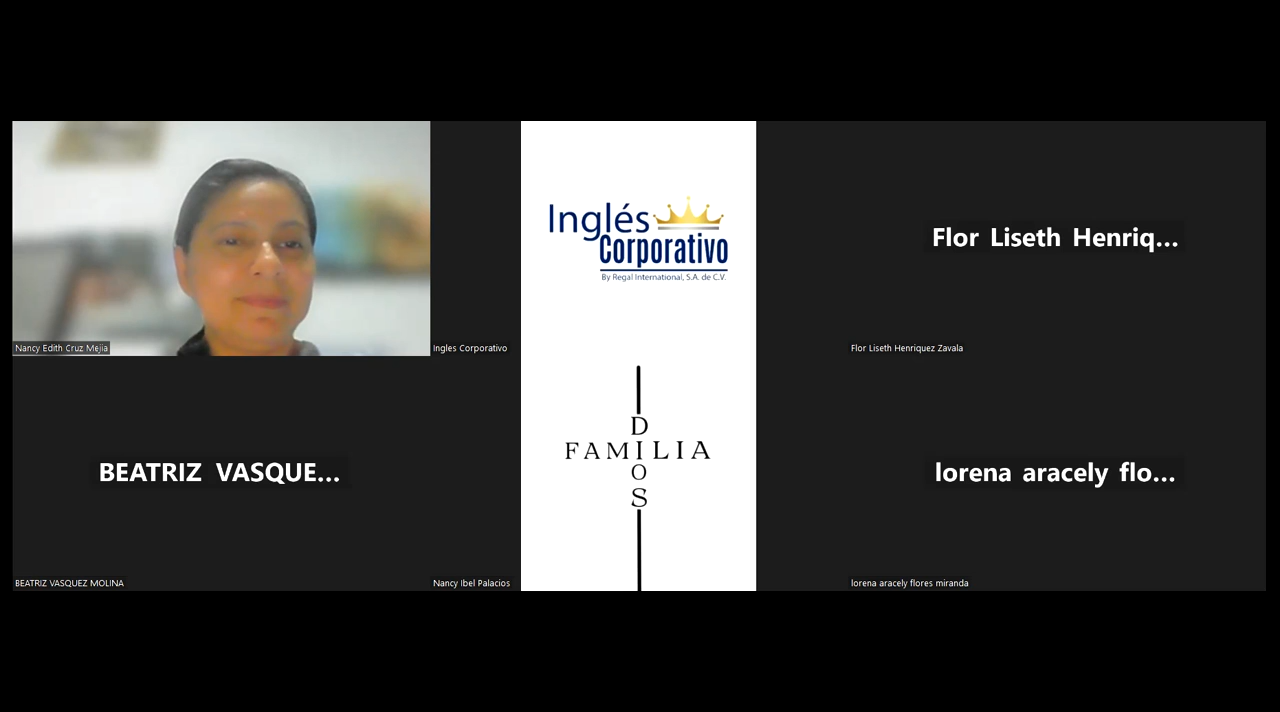 Inglés
Corporativo
By Regal International, S.A. de C.V.
Flor Liseth Henriq...
Nancy Edith Cruz Mejia
Ingles Corporativo
Flor Liseth Henriquez Zavala
BEATRIZ VASQUE...
DIOS
FAMILIA
lorena aracely flo...
BEATRIZ VASQUEZ MOLINA
Nancy Ibel Palacios
lorena aracely flores miranda